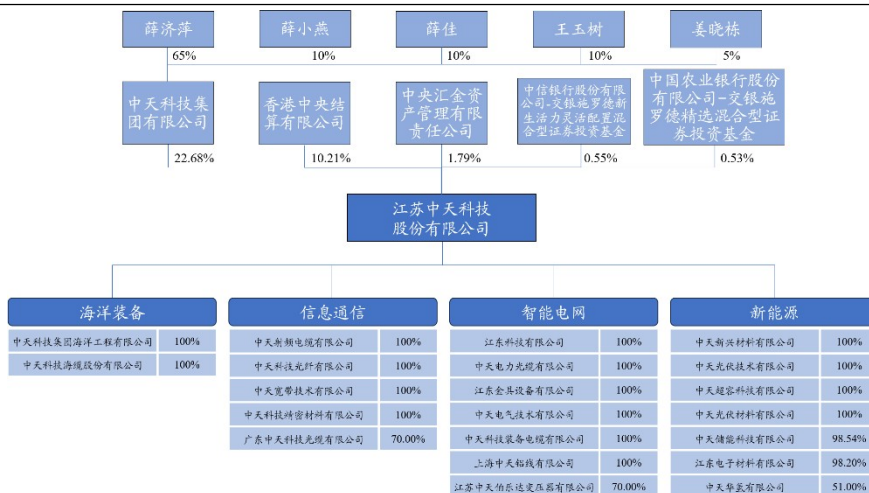 薛济萍
薛小燕
薛佳
王玉树
姜晓栋
65%
10%
10%
10%
5%
中天科技集
团有限公司
香港中央结
算有限公司
中央汇金资
产管理有限
责任公司
中信银行股份有限
公司-交银施罗德新
生活力灵活配置混
合型证券投资基金
中国农业银行股份
有限公司-交银施
罗德精选混合型证
券投资基金
22.68%
10.21%
1.79%
0.55%
0.53%
江苏中天科技
股份有限公司
海洋装备
中天科技集团海洋工程有限公司 100%
中天科技海缆股份有限公司 100%
信息通信
中天射频电缆有限公司 100%
中天科技光纤有限公司 100%
中天宽带技术有限公司 100%
中天科技精密材料有限公司 100%
广东中天科技光缆有限公司 70.00%
智能电网
江东科技有限公司 100%
中天电力光缆有限公司 100%
江东金具设备有限公司 100%
中天电气技术有限公司 100%
中天科技装备电缆有限公司 100%
上海中天铝线有限公司 100%
江苏中天伯乐达变压器有限公司 70.00%
新能源
中天新兴材料有限公司 100%
中天光伏技术有限公司 100%
中天超容科技有限公司 100%
中天光伏材料有限公司 100%
中天储能科技有限公司 98.54%
江东电子材料有限公司 98.20%
中天华氢有限公司 51.00%